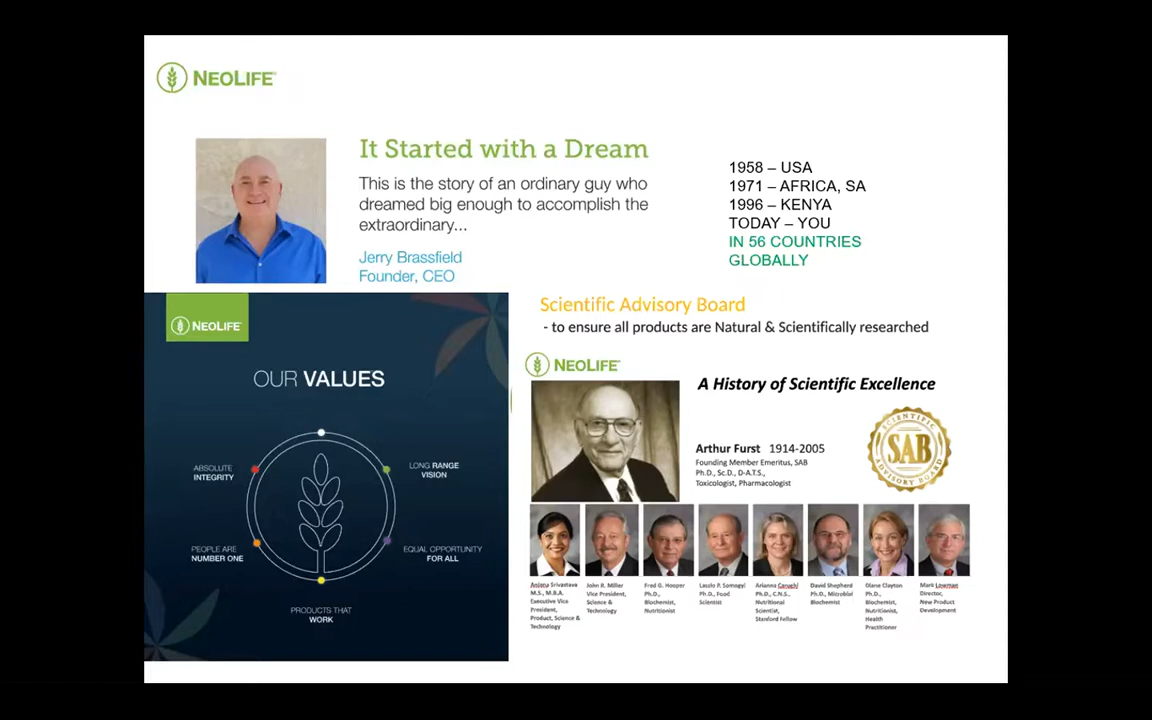 NEOLIFE
It Started with a Dream
This is the story of an ordinary guy who
dreamed big enough to accomplish the
extraordinary...
Jerry Brassfield
Founder, CEO
1958 – USA
1971 – AFRICA, SA
1996 – KENYA
TODAY – YOU
IN 56 COUNTRIES
GLOBALLY
NEOLIFE
OUR VALUES
ABSOLUTE
INTEGRITY
LONG RANGE
VISION
PEOPLE ARE
NUMBER ONE
EQUAL OPPORTUNITY
FOR ALL
PRODUCTS THAT
WORK
Scientific Advisory Board
- to ensure all products are Natural & Scientifically researched
NEOLIFE
A History of Scientific Excellence
Arthur Furst 1914-2005
Founding Member Emeritus, SAB
Ph.D., Sc.D., D-A.T.S.,
Toxicologist, Pharmacologist
SCIENTIFIC
SAB
ADVISORY BOARD
Anjana Srivastava
M.S., M.B.A.
Executive Vice
President,
Product, Science &
Technology
John R. Miller
Vice President,
Science &
Technology
Fred G. Hooper
Ph.D.,
Biochemist,
Nutritionist
Laszlo P. Somogyi
Ph.D., Food
Scientist
Arianna Carughi
Ph.D., C.N.S.,
Nutritional
Scientist,
Stanford Fellow
David Shepherd
Ph.D., Microbial
Biochemist
Diane Clayton
Ph.D.,
Biochemist,
Nutritionist,
Health
Practitioner
Mark Lowman
Director,
New Product
Development